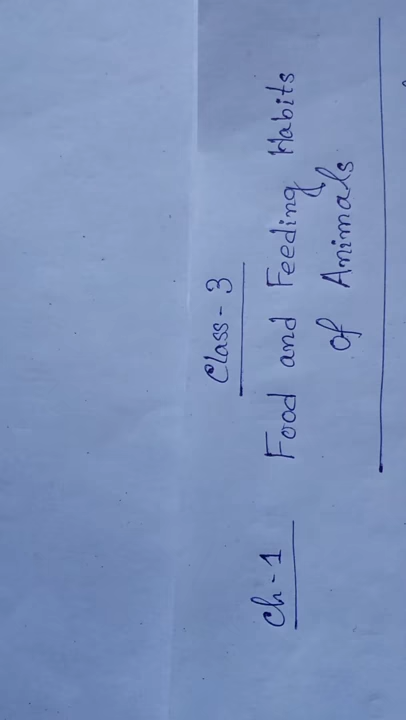 Class - 3
Ch - 1 Food and Feeding Habits
of Animals